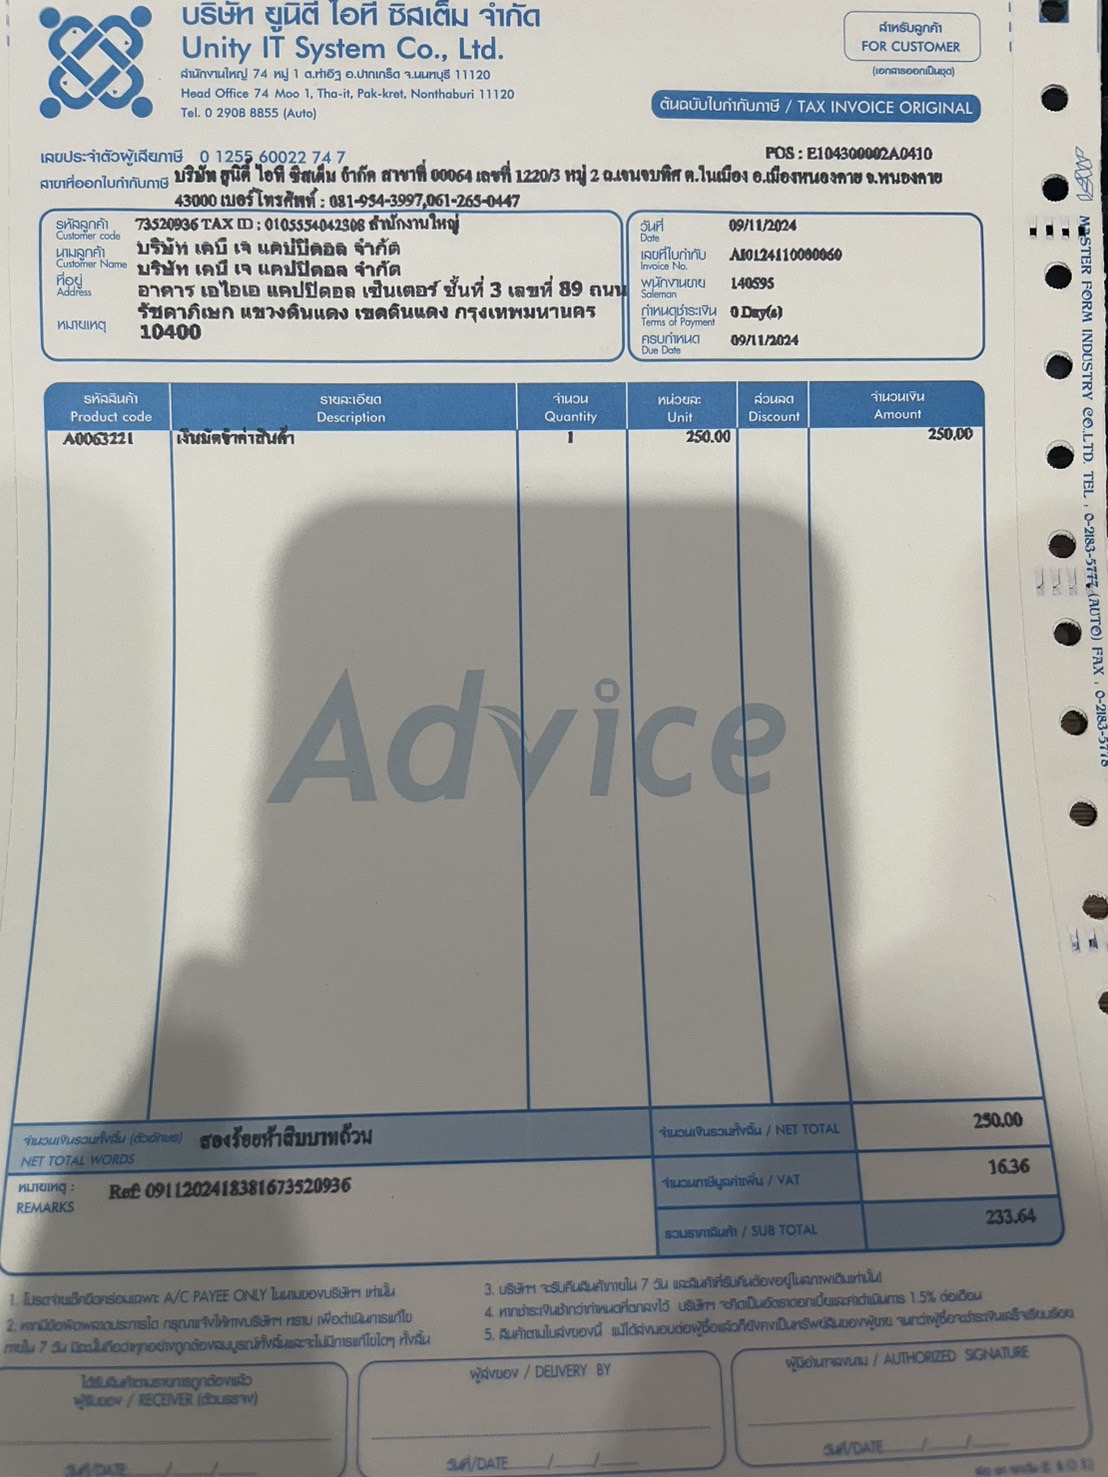 บริษัท ยูนิตี้ ไอที ซิสเต็ม จำกัด
Unity IT System Co., Ltd.
สำนักงานใหญ่ 74 หมู่ 1 ต.ท่าอิฐ อ.ปากเกร็ด จ.นนทบุรี 11120
Head Office 74 Moo 1, Tha-it, Pak-kret, Nonthaburi 11120
Tel. 0 2908 8855 (Auto)
สำหรับลูกค้า
FOR CUSTOMER
(เอกสารออกเป็นชุด)
ต้นฉบับใบกำกับภาษี / TAX INVOICE ORIGINAL
เลขประจำตัวผู้เสียภาษี 0 1255 60022 74 7
POS : E104300002A0410
สาขาที่ออกใบกำกับภาษี บริษัท ยูนิตี้ ไอที ซิสเต็ม จำกัด สาขาที่ 00064 เลขที่ 1220/3 หมู่ 2 ถ.เจนจบทิศ ต.ในเมือง อ.เมืองหนองคาย จ.หนองคาย
43000 เบอร์โทรศัพท์ : 081-954-3997,061-265-0447
รหัสลูกค้า 73520936 TAX ID : 0105554042308 สำนักงานใหญ่
Customer code
นามลูกค้า บริษัท เคบี เจ แคปปิตอล จำกัด
Customer Name บริษัท เคบี เจ แคปปิตอล จำกัด
ที่อยู่ อาคาร เอไอเอ แคปปิตอล เซ็นเตอร์ ชั้นที่ 3 เลขที่ 89 ถนน
Address
รัชดาภิเษก แขวงดินแดง เขตดินแดง กรุงเทพมหานคร
หมายเหตุ 10400
วันที่ 09/11/2024
Date
เลขที่ใบกำกับ AI0124110000060
Invoice No.
พนักงานขาย 140595
Saleman
กำหนดชำระเงิน 0 Day(s)
Terms of Payment
ครบกำหนด 09/11/2024
Due Date
รหัสสินค้า รายละเอียด จำนวน หน่วยละ ส่วนลด จำนวนเงิน
Product code Description Quantity Unit Discount Amount
A0063221 เงินมัดจำค่าสินค้า 1 250.00 250.00
Advice
จำนวนเงินรวมทั้งสิ้น (ตัวอักษร) สองร้อยห้าสิบบาทถ้วน
NET TOTAL WORDS
จำนวนเงินรวมทั้งสิ้น / NET TOTAL 250.00
หมายเหตุ : Ref: 0911202418381673520936
REMARKS
จำนวนภาษีมูลค่าเพิ่ม / VAT 16.36
รวมราคาสินค้า / SUB TOTAL 233.64
1. โปรดจ่ายเช็คขีดคร่อมเฉพาะ A/C PAYEE ONLY ในนามของบริษัทฯ เท่านั้น
2. หากมีข้อผิดพลาดประการใด กรุณาแจ้งให้ทางบริษัทฯ ทราบ เพื่อดำเนินการแก้ไข
ภายใน 7 วัน มิฉะนั้นถือว่าทุกอย่างถูกต้องสมบูรณ์ทั้งสิ้นและจะไม่มีการแก้ไขใดๆ ทั้งสิ้น
3. บริษัทฯ จะรับคืนสินค้าภายใน 7 วัน และสินค้าที่รับคืนต้องอยู่ในสภาพเดิมเท่านั้น!
4. หากชำระเงินช้ากว่ากำหนดที่ตกลงไว้ บริษัทฯ จะคิดเป็นอัตราดอกเบี้ยและค่าดำเนินการ 1.5% ต่อเดือน
5. สินค้าตามใบส่งของนี้ แม้ได้ส่งมอบต่อผู้ซื้อแล้วก็ยังคงเป็นทรัพย์สินของผู้ขาย จนกว่าผู้ซื้อจะชำระเงินเสร็จเรียบร้อย
ได้รับสินค้าตามรายการถูกต้องแล้ว
ผู้รับของ / RECEIVER (ตัวบรรจง)
วันที่/DATE
ผู้ส่งของ / DELIVERY BY
วันที่/DATE
ผู้มีอำนาจลงนาม / AUTHORIZED SIGNATURE
วันที่/DATE
MASTER FORM INDUSTRY CO.,LTD. TEL : 0-2183-5777 (AUTO) FAX : 0-2183-5778